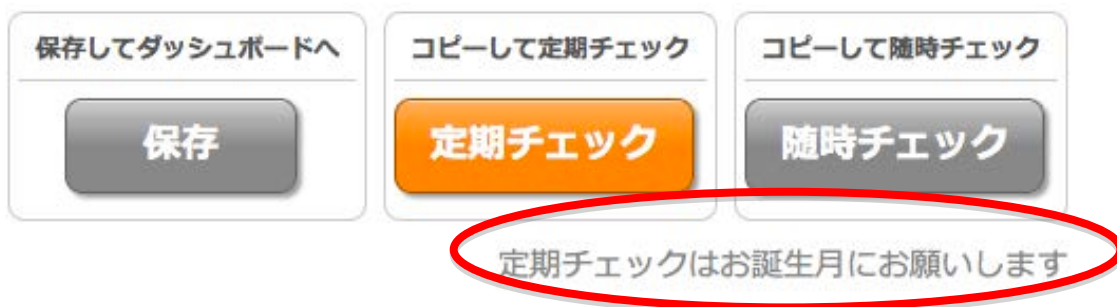 保存してダッシュボードへ
保存
コピーして定期チェック
定期チェック
コピーして随時チェック
随時チェック
定期チェックはお誕生月にお願いします